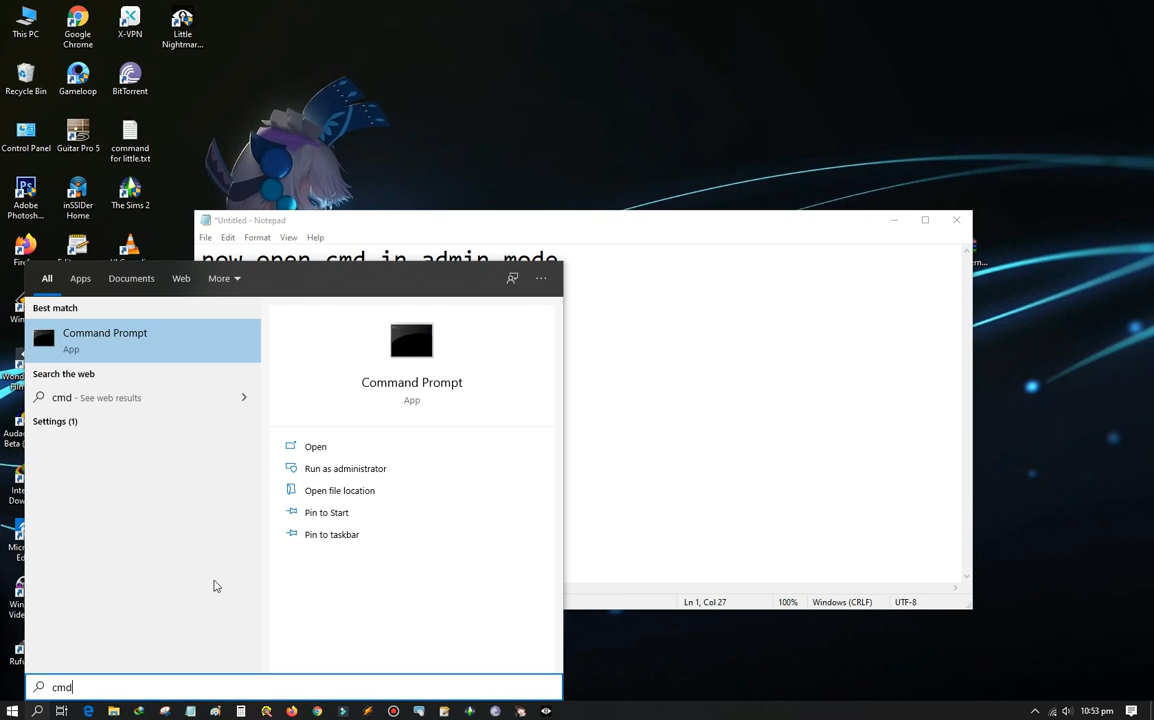 This PC
Google
Chrome
X-VPN
Little
Nightmar...
Recycle Bin
Gameloop
BitTorrent
Control Panel
Guitar Pro 5
command
for little.txt
Adobe
Photosh...
inSSIDer
Home
The Sims 2
*Untitled - Notepad
File Edit Format View Help
now open cmd in admin mode
All Apps Documents Web More
Best match
Command Prompt
App
Search the web
cmd - See web results
Settings (1)
Command Prompt
App
Open
Run as administrator
Open file location
Pin to Start
Pin to taskbar
Ln 1, Col 27 100% Windows (CRLF) UTF-8
cmd
10:53 pm